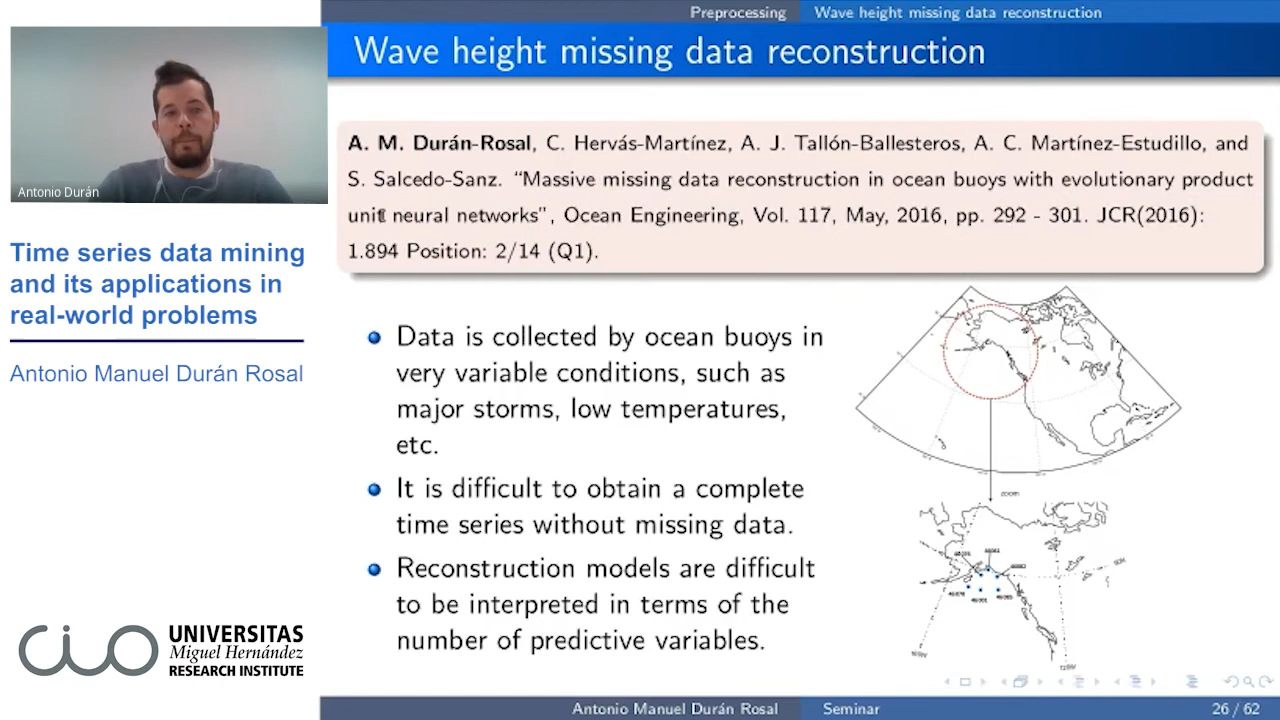 Preprocessing Wave height missing data reconstruction
Wave height missing data reconstruction
Antonio Durán
Time series data mining
and its applications in
real-world problems
Antonio Manuel Durán Rosal
CIO UNIVERSITAS
Miguel Hernández
RESEARCH INSTITUTE
A. M. Durán-Rosal, C. Hervás-Martínez, A. J. Tallón-Ballesteros, A. C. Martínez-Estudillo, and
S. Salcedo-Sanz. “Massive missing data reconstruction in ocean buoys with evolutionary product
unit neural networks”, Ocean Engineering, Vol. 117, May, 2016, pp. 292 - 301. JCR(2016):
1.894 Position: 2/14 (Q1).
Data is collected by ocean buoys in
very variable conditions, such as
major storms, low temperatures,
etc.
It is difficult to obtain a complete
time series without missing data.
Reconstruction models are difficult
to be interpreted in terms of the
number of predictive variables.
zoom
46001
Antonio Manuel Durán Rosal Seminar 26 / 62